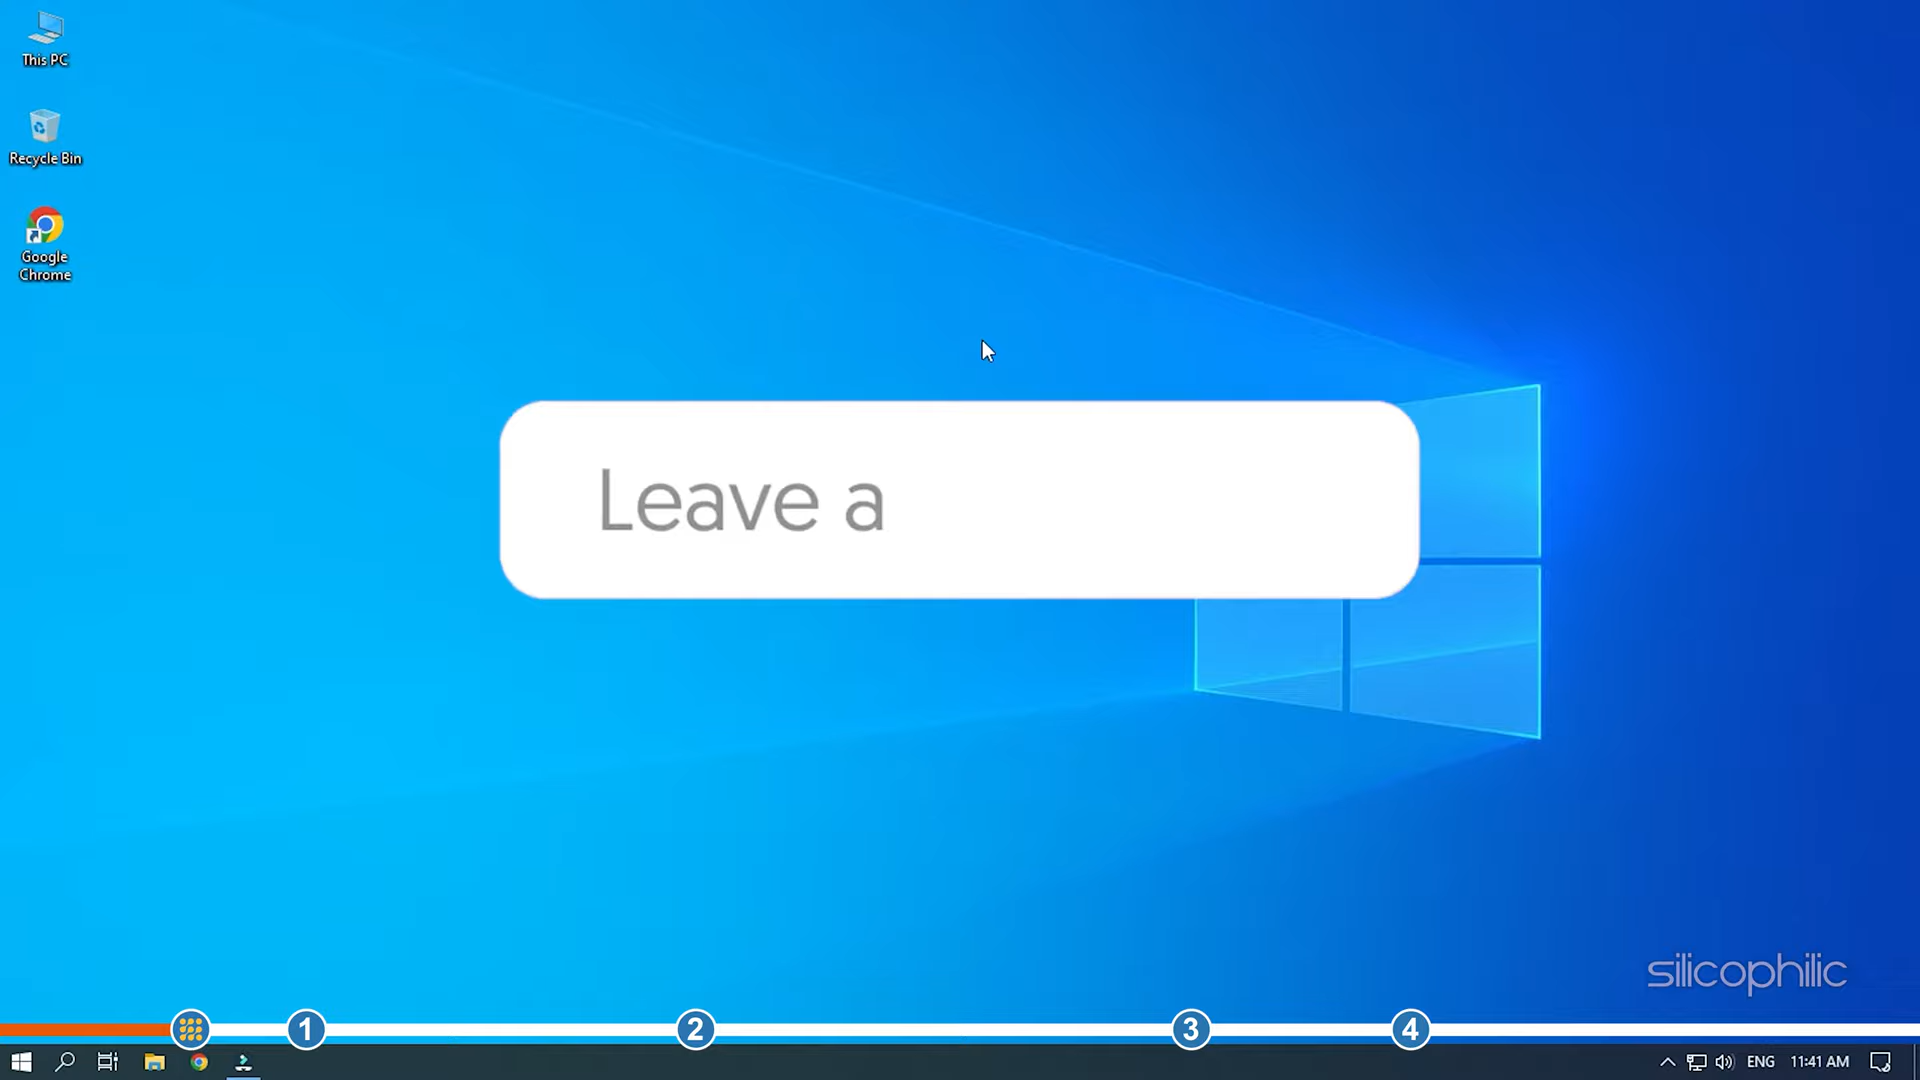 This PC
Recycle Bin
Google
Chrome
Leave a
silicophilic
1
2
3
4
ENG
11:41 AM